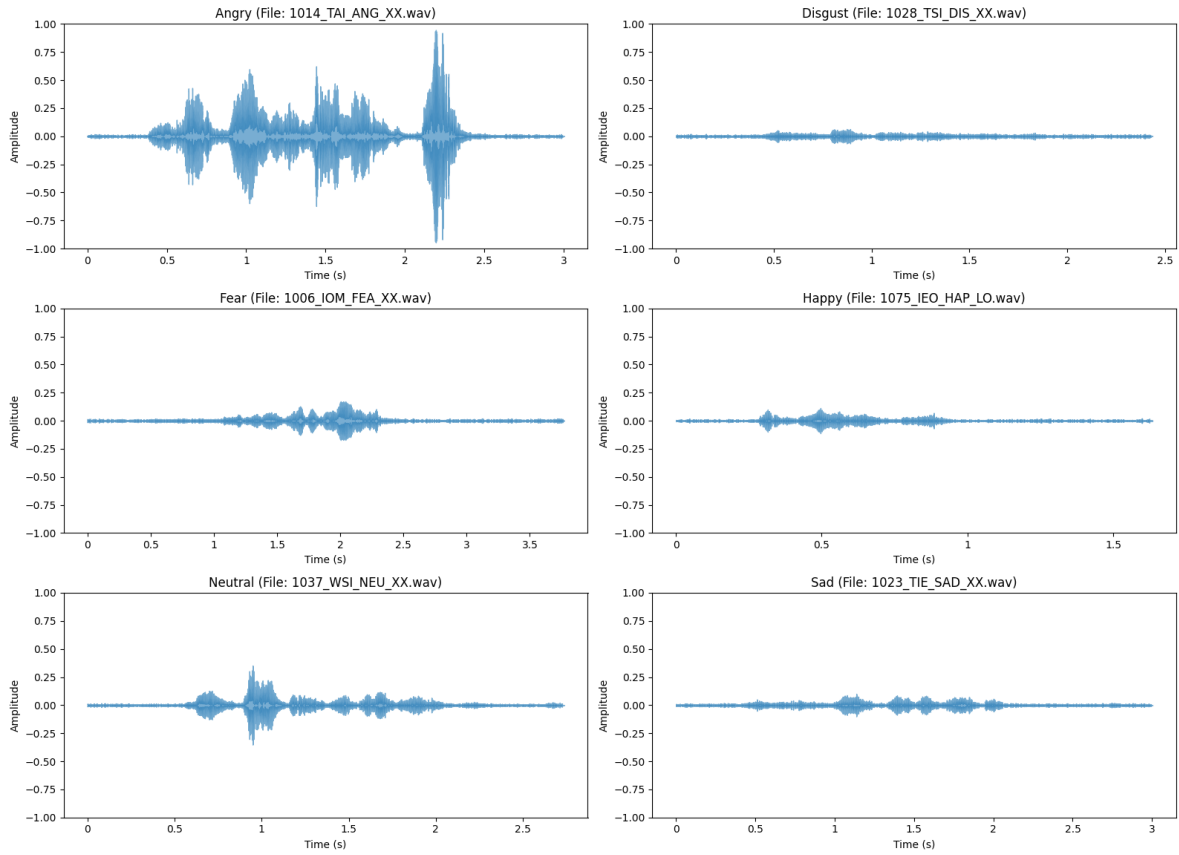 Angry (File: 1014_TAI_ANG_XX.wav)
1.00
0.75
0.50
0.25
0.00
−0.25
−0.50
−0.75
−1.00
Amplitude
0 0.5 1 1.5 2 2.5 3
Time (s)
Disgust (File: 1028_TSI_DIS_XX.wav)
1.00
0.75
0.50
0.25
0.00
−0.25
−0.50
−0.75
−1.00
Amplitude
0 0.5 1 1.5 2 2.5
Time (s)
Fear (File: 1006_IOM_FEA_XX.wav)
1.00
0.75
0.50
0.25
0.00
−0.25
−0.50
−0.75
−1.00
Amplitude
0 0.5 1 1.5 2 2.5 3 3.5
Time (s)
Happy (File: 1075_IEO_HAP_LO.wav)
1.00
0.75
0.50
0.25
0.00
−0.25
−0.50
−0.75
−1.00
Amplitude
0 0.5 1 1.5
Time (s)
Neutral (File: 1037_WSI_NEU_XX.wav)
1.00
0.75
0.50
0.25
0.00
−0.25
−0.50
−0.75
−1.00
Amplitude
0 0.5 1 1.5 2 2.5
Time (s)
Sad (File: 1023_TIE_SAD_XX.wav)
1.00
0.75
0.50
0.25
0.00
−0.25
−0.50
−0.75
−1.00
Amplitude
0 0.5 1 1.5 2 2.5 3
Time (s)